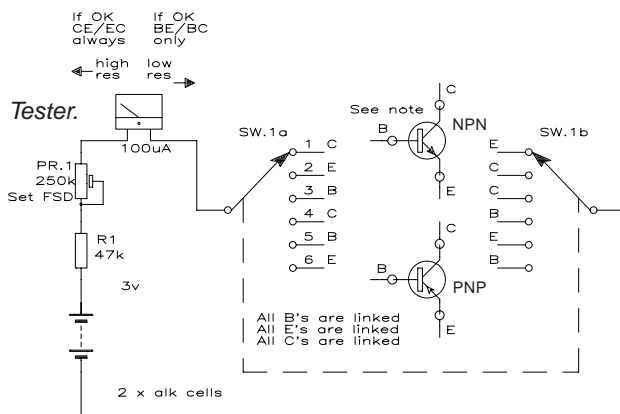 If OK
CE/EC
always
If OK
BE/BC
only
high
res
low
res
Tester.
100uA
PR.1
250k
Set FSD
R1
47k
3v
2 x alk cells
SW.1a
1 C
2 E
3 B
4 C
5 B
6 E
See note
C
B
NPN
E
C
B
PNP
E
SW.1b
E
C
C
B
E
B
All B's are linked
All E's are linked
All C's are linked